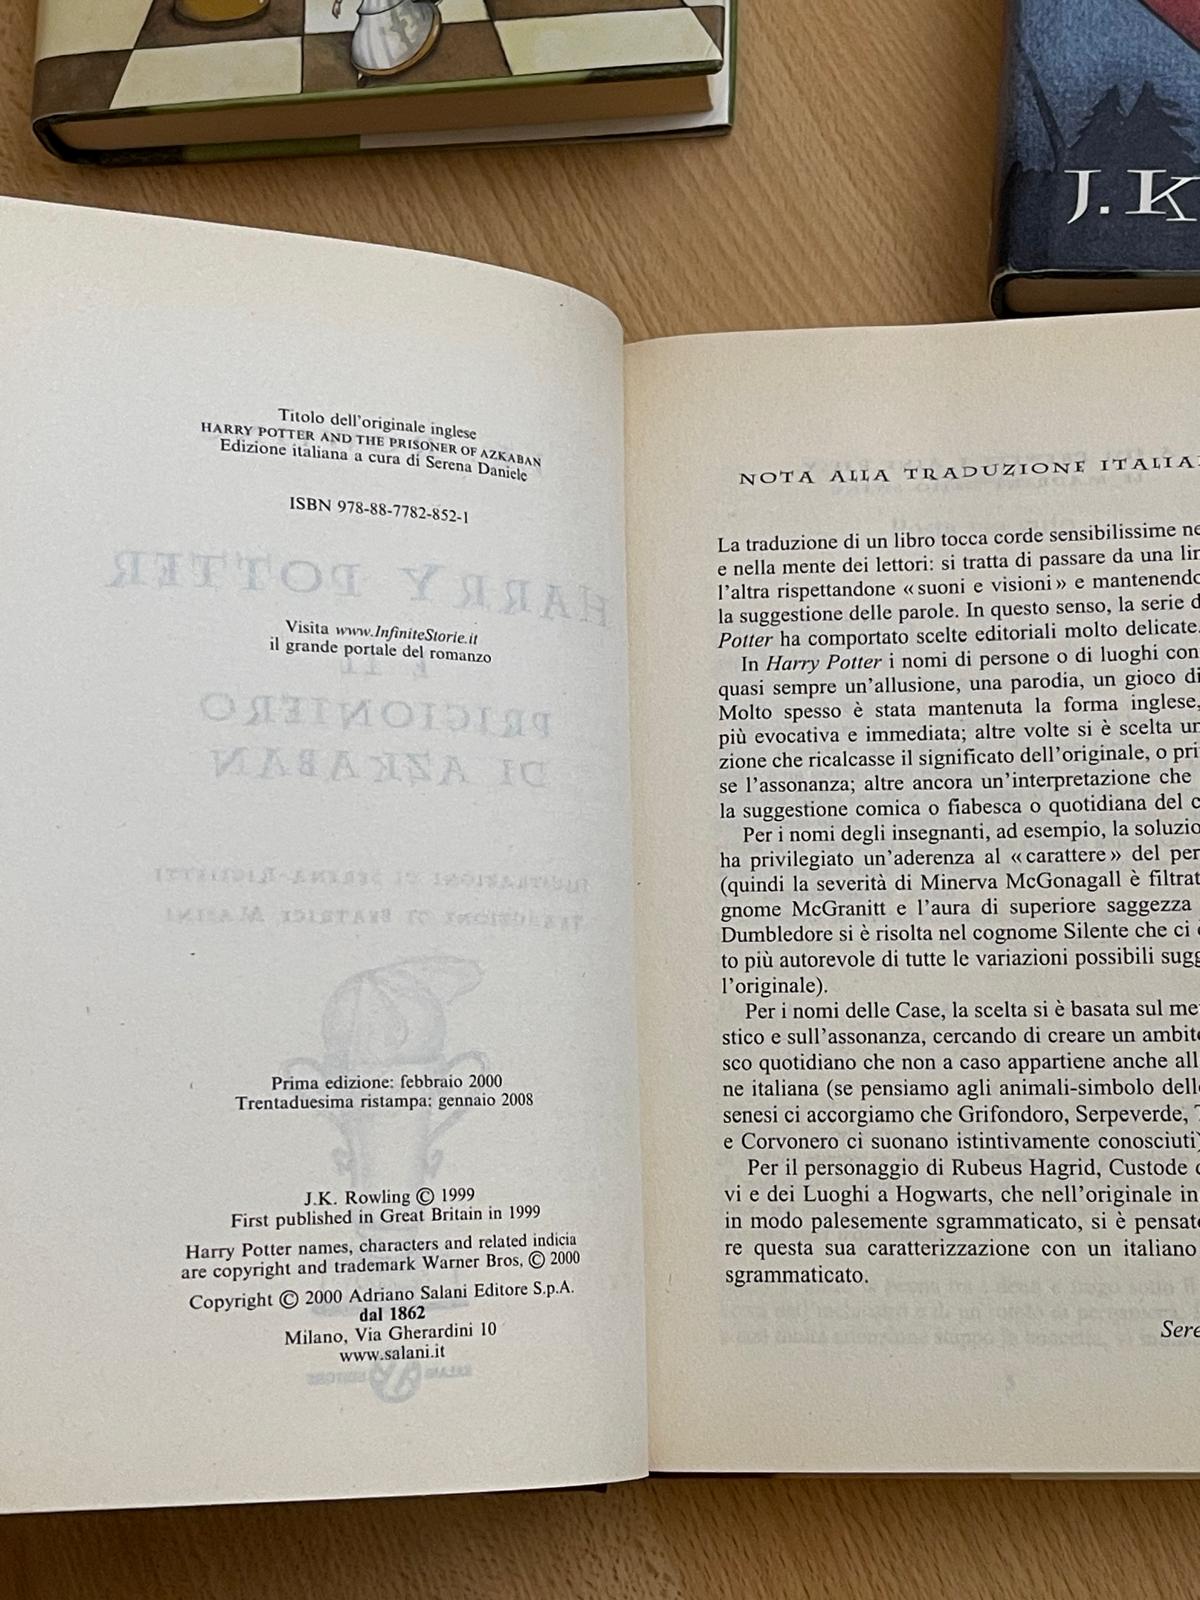 J. K
Titolo dell'originale inglese
HARRY POTTER AND THE PRISONER OF AZKABAN
Edizione italiana a cura di Serena Daniele
ISBN 978-88-7782-852-1
HARRY POTTER
E IL
PRIGIONIERO
DI AZKABAN
Visita www.InfiniteStorie.it
il grande portale del romanzo
Prima edizione: febbraio 2000
Trentaduesima ristampa: gennaio 2008
J.K. Rowling © 1999
First published in Great Britain in 1999
Harry Potter names, characters and related indicia
are copyright and trademark Warner Bros, © 2000
Copyright © 2000 Adriano Salani Editore S.p.A.
dal 1862
Milano, Via Gherardini 10
www.salani.it
NOTA ALLA TRADUZIONE ITALIA
La traduzione di un libro tocca corde sensibilissime ne
e nella mente dei lettori: si tratta di passare da una lin
l'altra rispettandone «suoni e visioni» e mantenendo
la suggestione delle parole. In questo senso, la serie d
Potter ha comportato scelte editoriali molto delicate.
In Harry Potter i nomi di persone o di luoghi con
quasi sempre un'allusione, una parodia, un gioco di
Molto spesso è stata mantenuta la forma inglese,
più evocativa e immediata; altre volte si è scelta un
zione che ricalcasse il significato dell'originale, o pri
se l'assonanza; altre ancora un'interpretazione che
la suggestione comica o fiabesca o quotidiana del c
Per i nomi degli insegnanti, ad esempio, la soluzio
ha privilegiato un'aderenza al «carattere» del per
(quindi la severità di Minerva McGonagall è filtrat
gnome McGranitt e l'aura di superiore saggezza
Dumbledore si è risolta nel cognome Silente che ci
to più autorevole di tutte le variazioni possibili sugg
l'originale).
Per i nomi delle Case, la scelta si è basata sul me
stico e sull'assonanza, cercando di creare un ambito
sco quotidiano che non a caso appartiene anche all
ne italiana (se pensiamo agli animali-simbolo delle
senesi ci accorgiamo che Grifondoro, Serpeverde, T
e Corvonero ci suonano istintivamente conosciuti)
Per il personaggio di Rubeus Hagrid, Custode d
vi e dei Luoghi a Hogwarts, che nell'originale in
in modo palesemente sgrammaticato, si è pensato
re questa sua caratterizzazione con un italiano
sgrammaticato.
Sere